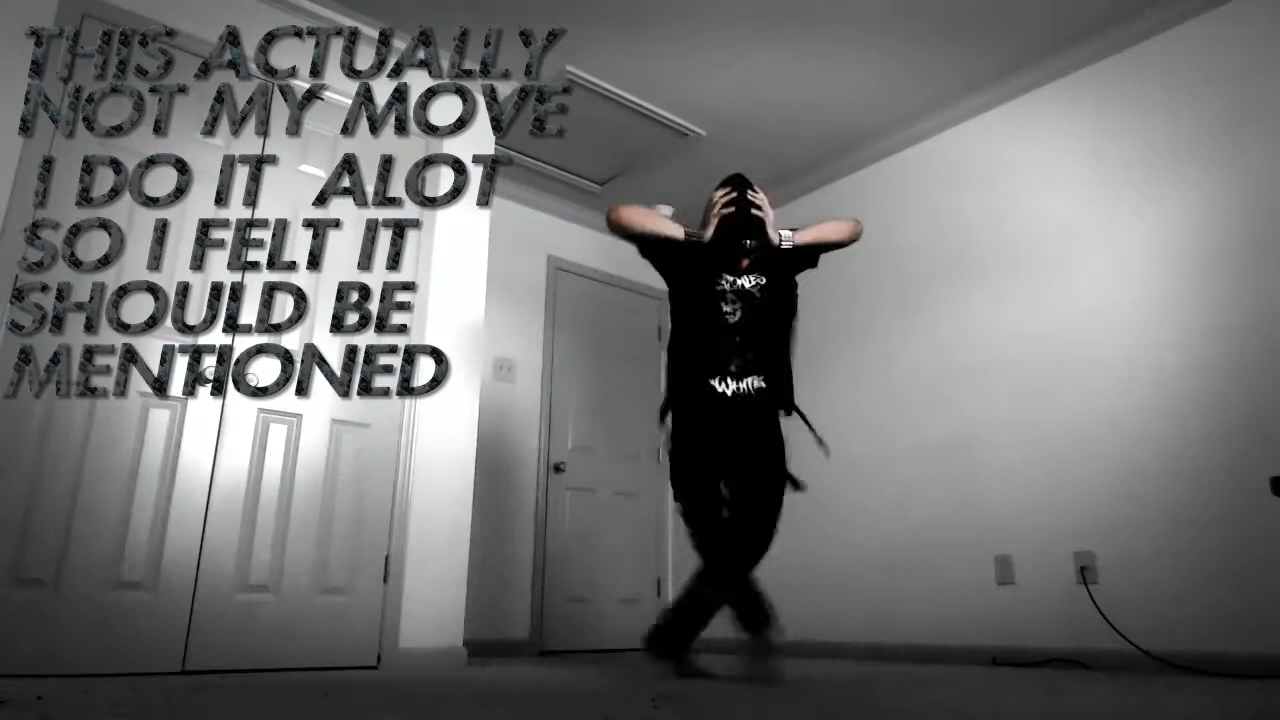 THIS ACTUALLY
NOT MY MOVE
I DO IT ALOT
SO I FELT IT
SHOULD BE
MENTIONED